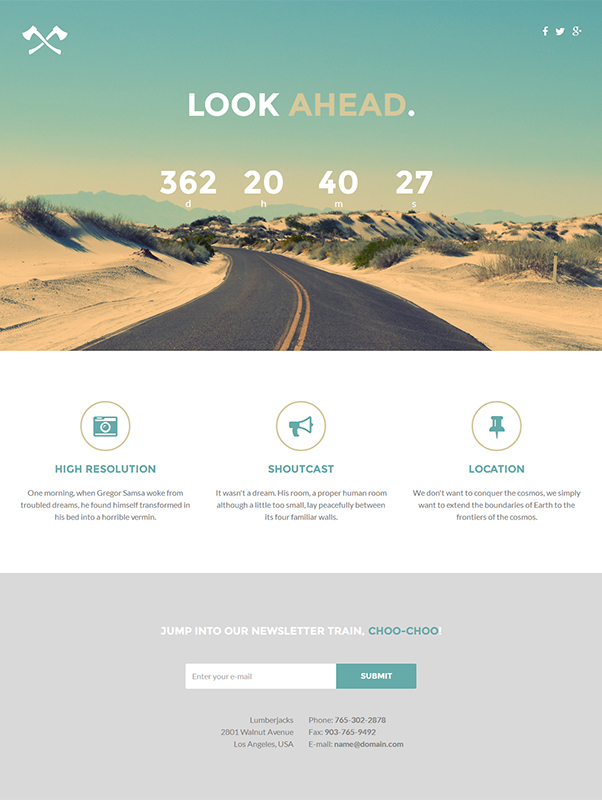 LOOK AHEAD.
362 20 40 27
d h m s
HIGH RESOLUTION
One morning, when Gregor Samsa woke from
troubled dreams, he found himself transformed in
his bed into a horrible vermin.
SHOUTCAST
It wasn't a dream. His room, a proper human room
although a little too small, lay peacefully between
its four familiar walls.
LOCATION
We don't want to conquer the cosmos, we simply
want to extend the boundaries of Earth to the
frontiers of the cosmos.
JUMP INTO OUR NEWSLETTER TRAIN, CHOO-CHOO!
Enter your e-mail SUBMIT
Lumberjacks
2801 Walnut Avenue
Los Angeles, USA
Phone: 765-302-2878
Fax: 903-765-9492
E-mail: name@domain.com